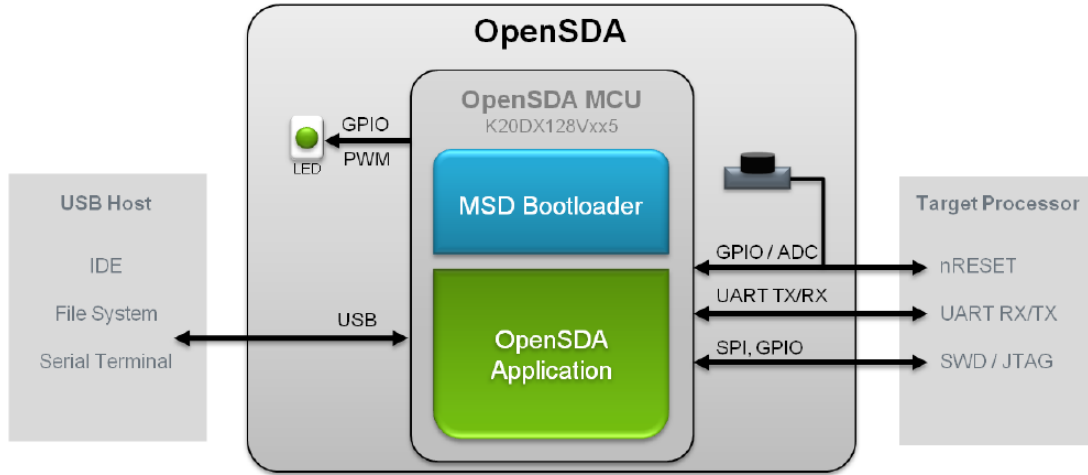 OpenSDA
OpenSDA MCU
K20DX128Vxx5
GPIO
PWM
LED
MSD Bootloader
USB Host
IDE
File System
Serial Terminal
USB
OpenSDA
Application
GPIO / ADC
UART TX/RX
SPI, GPIO
Target Processor
nRESET
UART RX/TX
SWD / JTAG